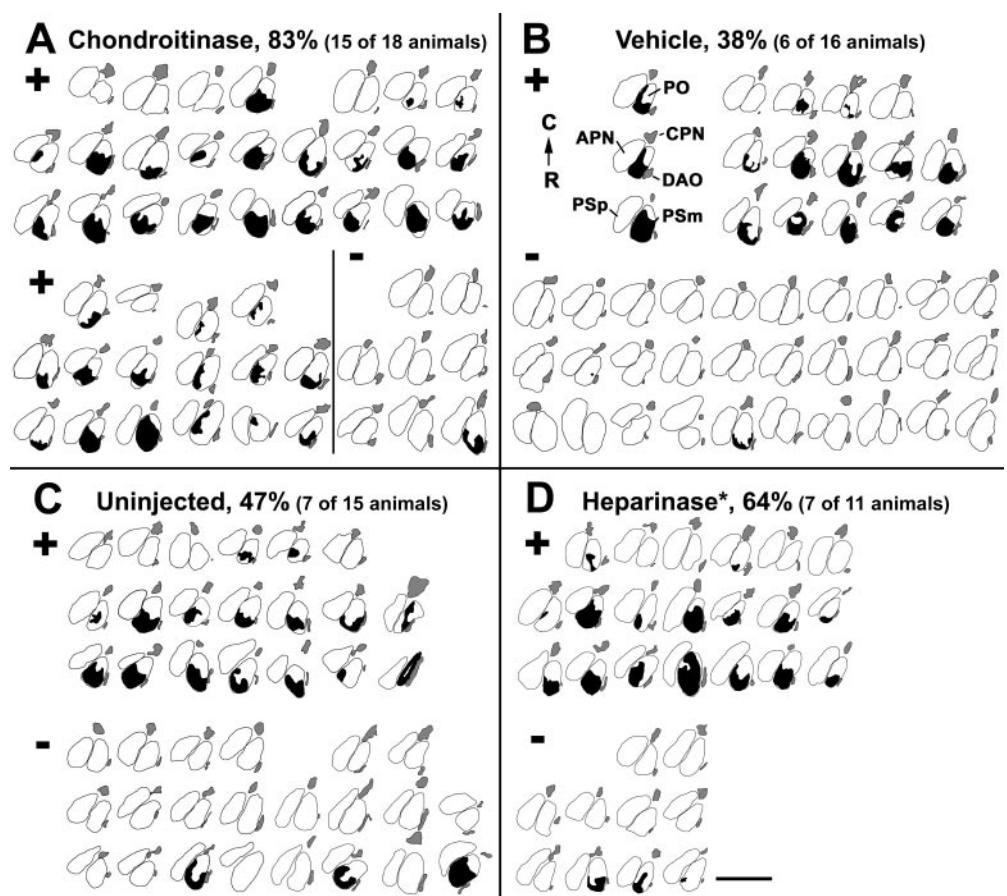 A Chondroitinase, 83% (15 of 18 animals)
+
+
-
B Vehicle, 38% (6 of 16 animals)
+
PO
C
APN
CPN
R
DAO
PSp
PSm
-
C Uninjected, 47% (7 of 15 animals)
+
-
D Heparinase*, 64% (7 of 11 animals)
+
-